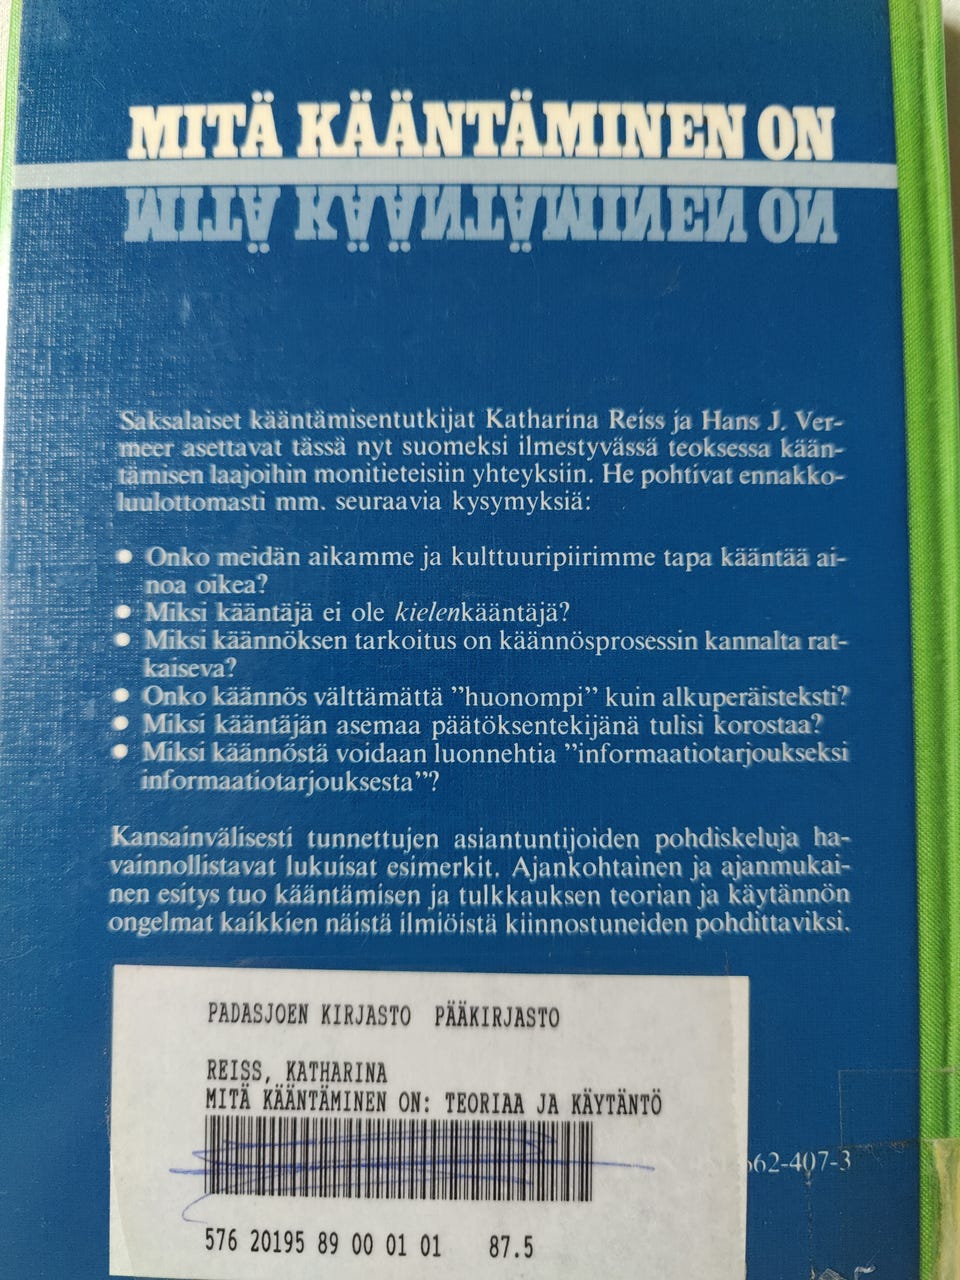 MITÄ KÄÄNTÄMINEN ON
MITÄ KÄÄNTÄMINEN ON
Saksalaiset kääntämisentutkijat Katharina Reiss ja Hans J. Ver-
meer asettavat tässä nyt suomeksi ilmestyvässä teoksessa kään-
tämisen laajoihin monitieteisiin yhteyksiin. He pohtivat ennakko-
luulottomasti mm. seuraavia kysymyksiä:
● Onko meidän aikamme ja kulttuuripiirimme tapa kääntää ai-
noa oikea?
● Miksi kääntäjä ei ole kielenkääntäjä?
● Miksi käännöksen tarkoitus on käännösprosessin kannalta rat-
kaiseva?
● Onko käännös välttämättä ”huonompi” kuin alkuperäisteksti?
● Miksi kääntäjän asemaa päätöksentekijänä tulisi korostaa?
● Miksi käännöstä voidaan luonnehtia ”informaatiotarjoukseksi
informaatiotarjouksesta”?
Kansainvälisesti tunnettujen asiantuntijoiden pohdiskeluja ha-
vainnollistavat lukuisat esimerkit. Ajankohtainen ja ajanmukai-
nen esitys tuo kääntämisen ja tulkkauksen teorian ja käytännön
ongelmat kaikkien näistä ilmiöistä kiinnostuneiden pohdittaviksi.
PADASJOEN KIRJASTO PÄÄKIRJASTO
REISS, KATHARINA
MITÄ KÄÄNTÄMINEN ON: TEORIAA JA KÄYTÄNTÖ
62-407-3
576 20195 89 00 01 01 87.5